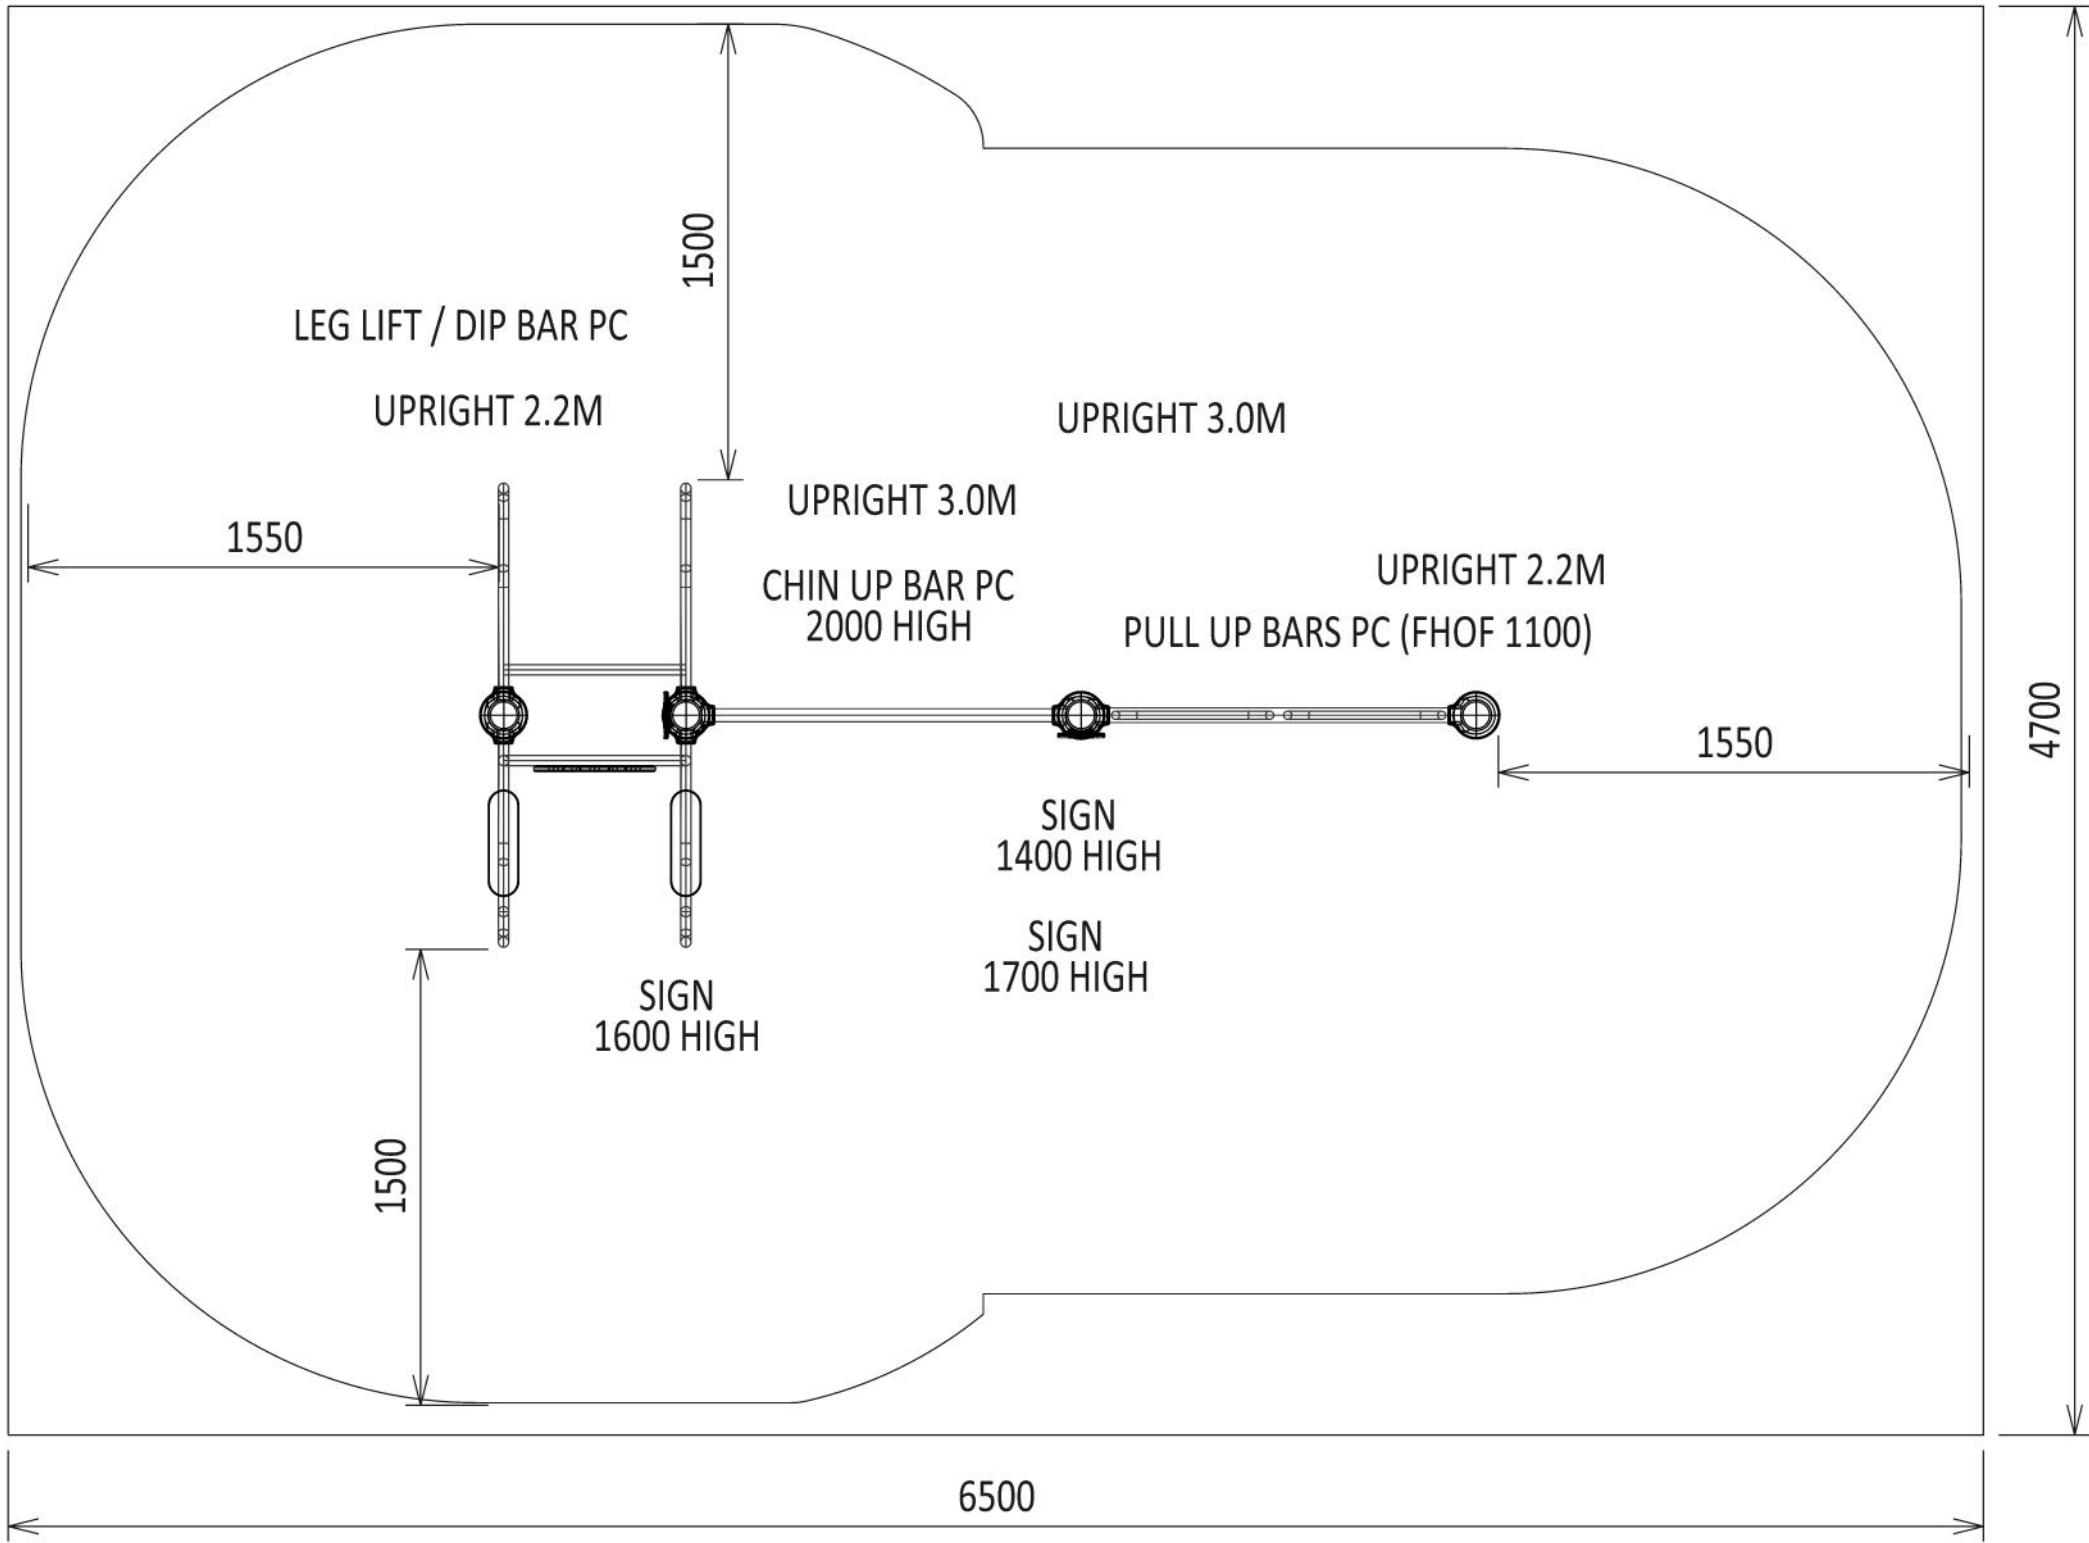 1500
LEG LIFT / DIP BAR PC
UPRIGHT 2.2M
UPRIGHT 3.0M
UPRIGHT 3.0M
1550
CHIN UP BAR PC
2000 HIGH
UPRIGHT 2.2M
PULL UP BARS PC (FHOF 1100)
4700
1550
SIGN
1400 HIGH
SIGN
1700 HIGH
SIGN
1600 HIGH
1500
6500